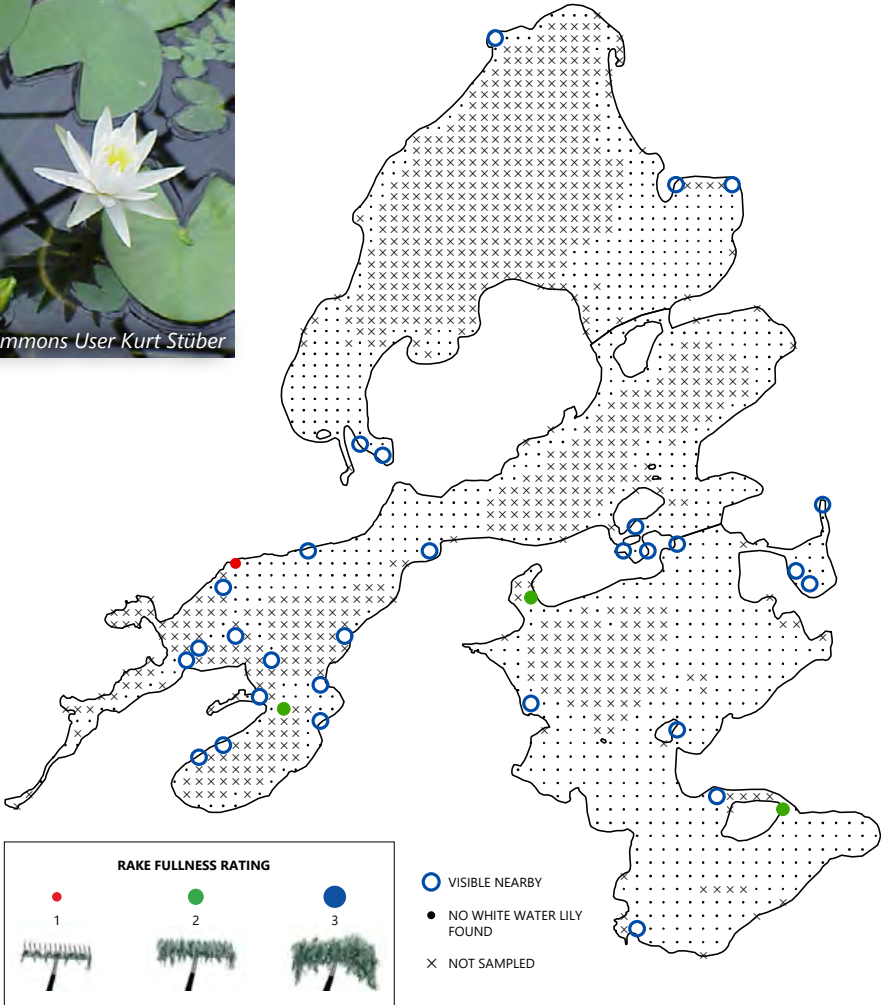 mmons User Kurt Stüber
RAKE FULLNESS RATING
1 2 3
VISIBLE NEARBY
NO WHITE WATER LILY
FOUND
NOT SAMPLED